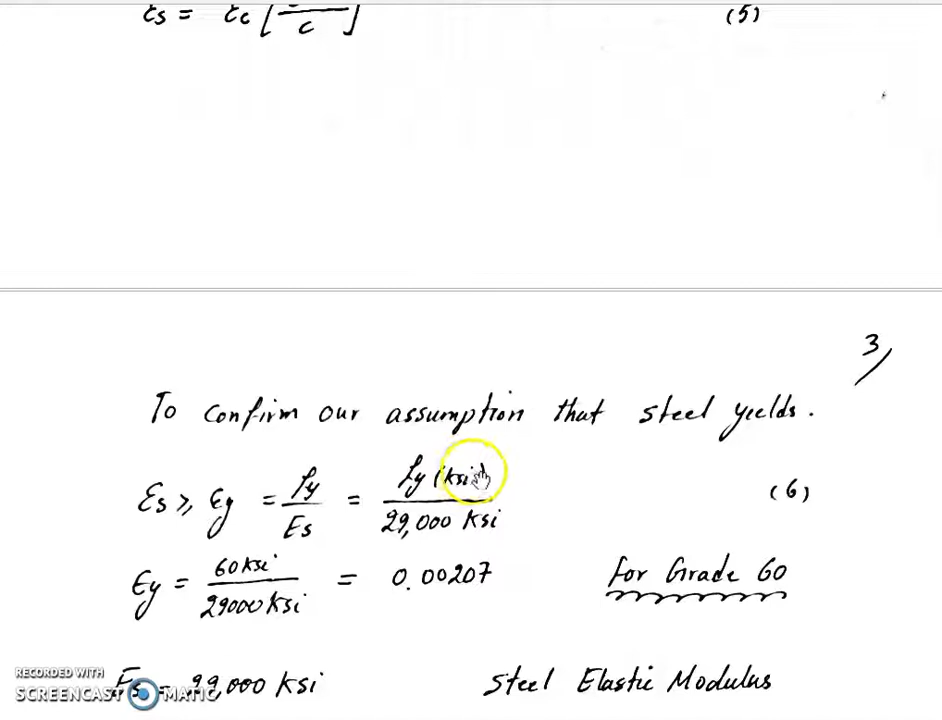 εs = εc [ / c ] (5)
3/
To confirm our assumption that steel yields.
εs ≥ εy = fy / Es = fy (ksi) / 29,000 ksi (6)
εy = 60 ksi / 29000 ksi = 0.00207 for Grade 60
Es = 29,000 ksi Steel Elastic Modulus
RECORDED WITH
SCREENCAST MATIC